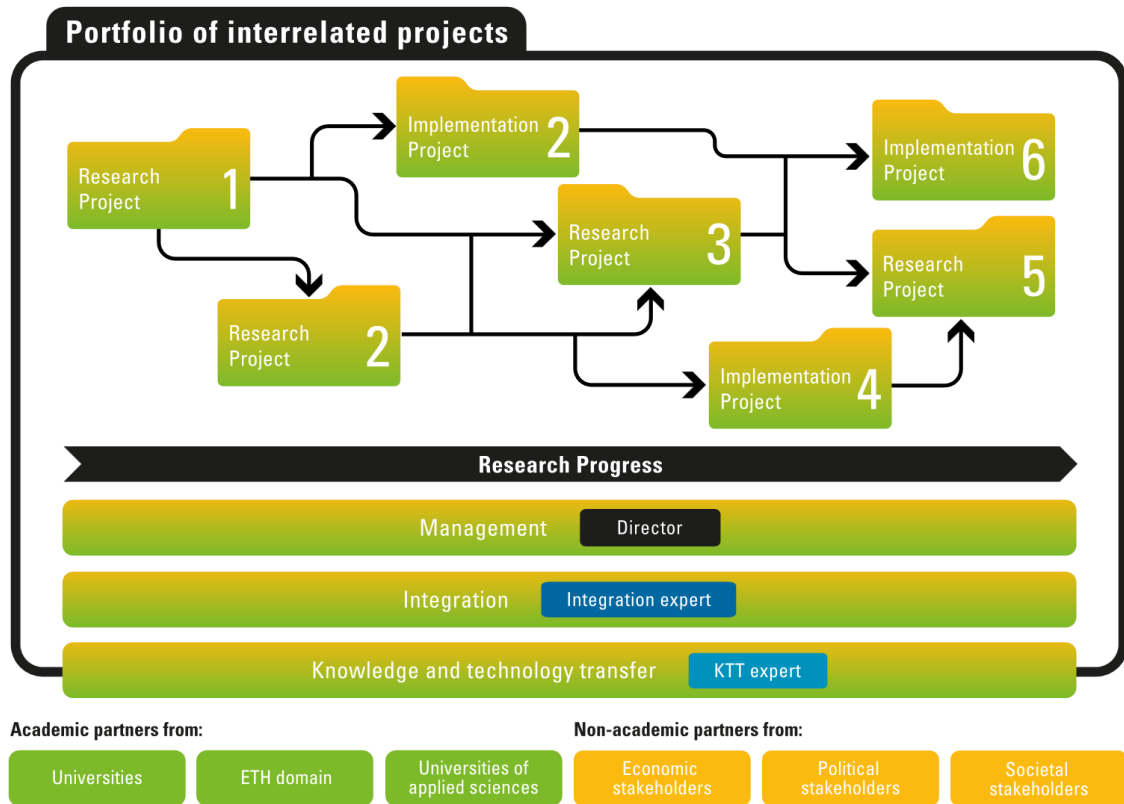 Portfolio of interrelated projects
Research
Project
1
Implementation
Project
2
Implementation
Project
6
Research
Project
3
Research
Project
5
Research
Project
2
Implementation
Project
4
Research Progress
Management
Director
Integration
Integration expert
Knowledge and technology transfer
KTT expert
Academic partners from:
Universities
ETH domain
Universities of
applied sciences
Non-academic partners from:
Economic
stakeholders
Political
stakeholders
Societal
stakeholders